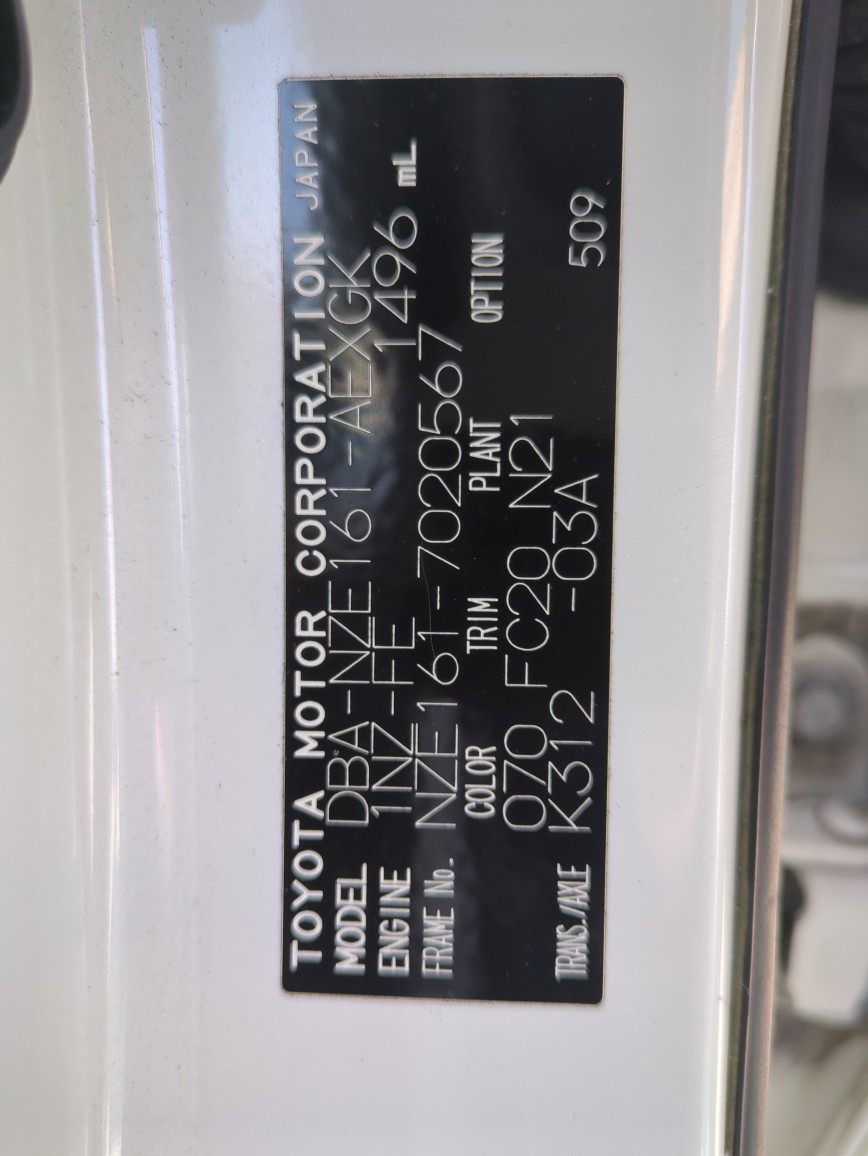 TOYOTA MOTOR CORPORATION JAPAN
MODEL DBA-NZE161-AEXGK
ENGINE 1NZ-FE 1496 mL
FRAME No. NZE161-7020567
COLOR TRIM PLANT OPTION
070 FC20 N21
TRANS./AXLE K312 -03A 509